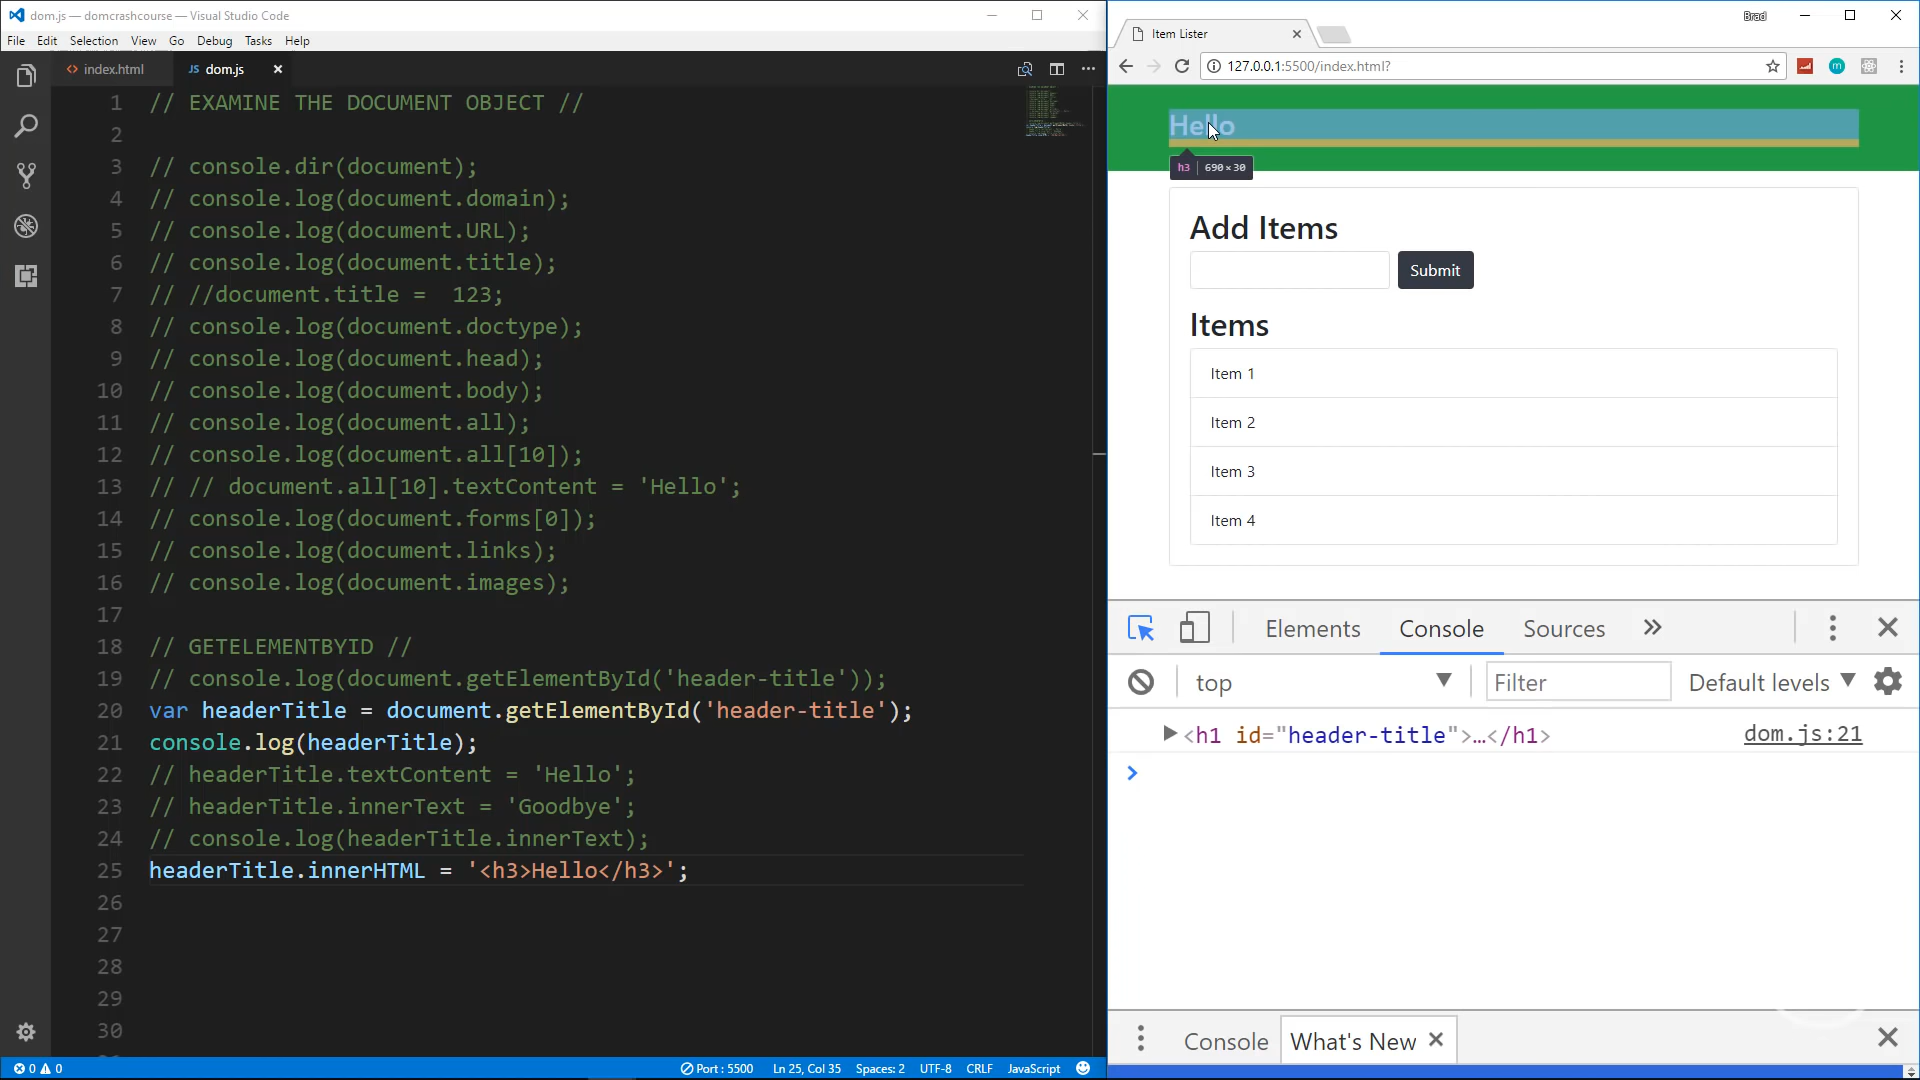 dom.js — domcrashcourse — Visual Studio Code
File Edit Selection View Go Debug Tasks Help
index.html
JS dom.js
1 // EXAMINE THE DOCUMENT OBJECT //
2
3 // console.dir(document);
4 // console.log(document.domain);
5 // console.log(document.URL);
6 // console.log(document.title);
7 // //document.title =  123;
8 // console.log(document.doctype);
9 // console.log(document.head);
10 // console.log(document.body);
11 // console.log(document.all);
12 // console.log(document.all[10]);
13 // // document.all[10].textContent = 'Hello';
14 // console.log(document.forms[0]);
15 // console.log(document.links);
16 // console.log(document.images);
17
18 // GETELEMENTBYID //
19 // console.log(document.getElementById('header-title'));
20 var headerTitle = document.getElementById('header-title');
21 console.log(headerTitle);
22 // headerTitle.textContent = 'Hello';
23 // headerTitle.innerText = 'Goodbye';
24 // console.log(headerTitle.innerText);
25 headerTitle.innerHTML = '<h3>Hello</h3>';
26
27
28
29
30
0 0
Port : 5500 Ln 25, Col 35 Spaces: 2 UTF-8 CRLF JavaScript
Brad
Item Lister
127.0.0.1:5500/index.html?
m
Hello
h3 | 690×30
Add Items
Submit
Items
Item 1
Item 2
Item 3
Item 4
Elements Console Sources »
top Filter Default levels
<h1 id="header-title">…</h1> dom.js:21
Console What's New